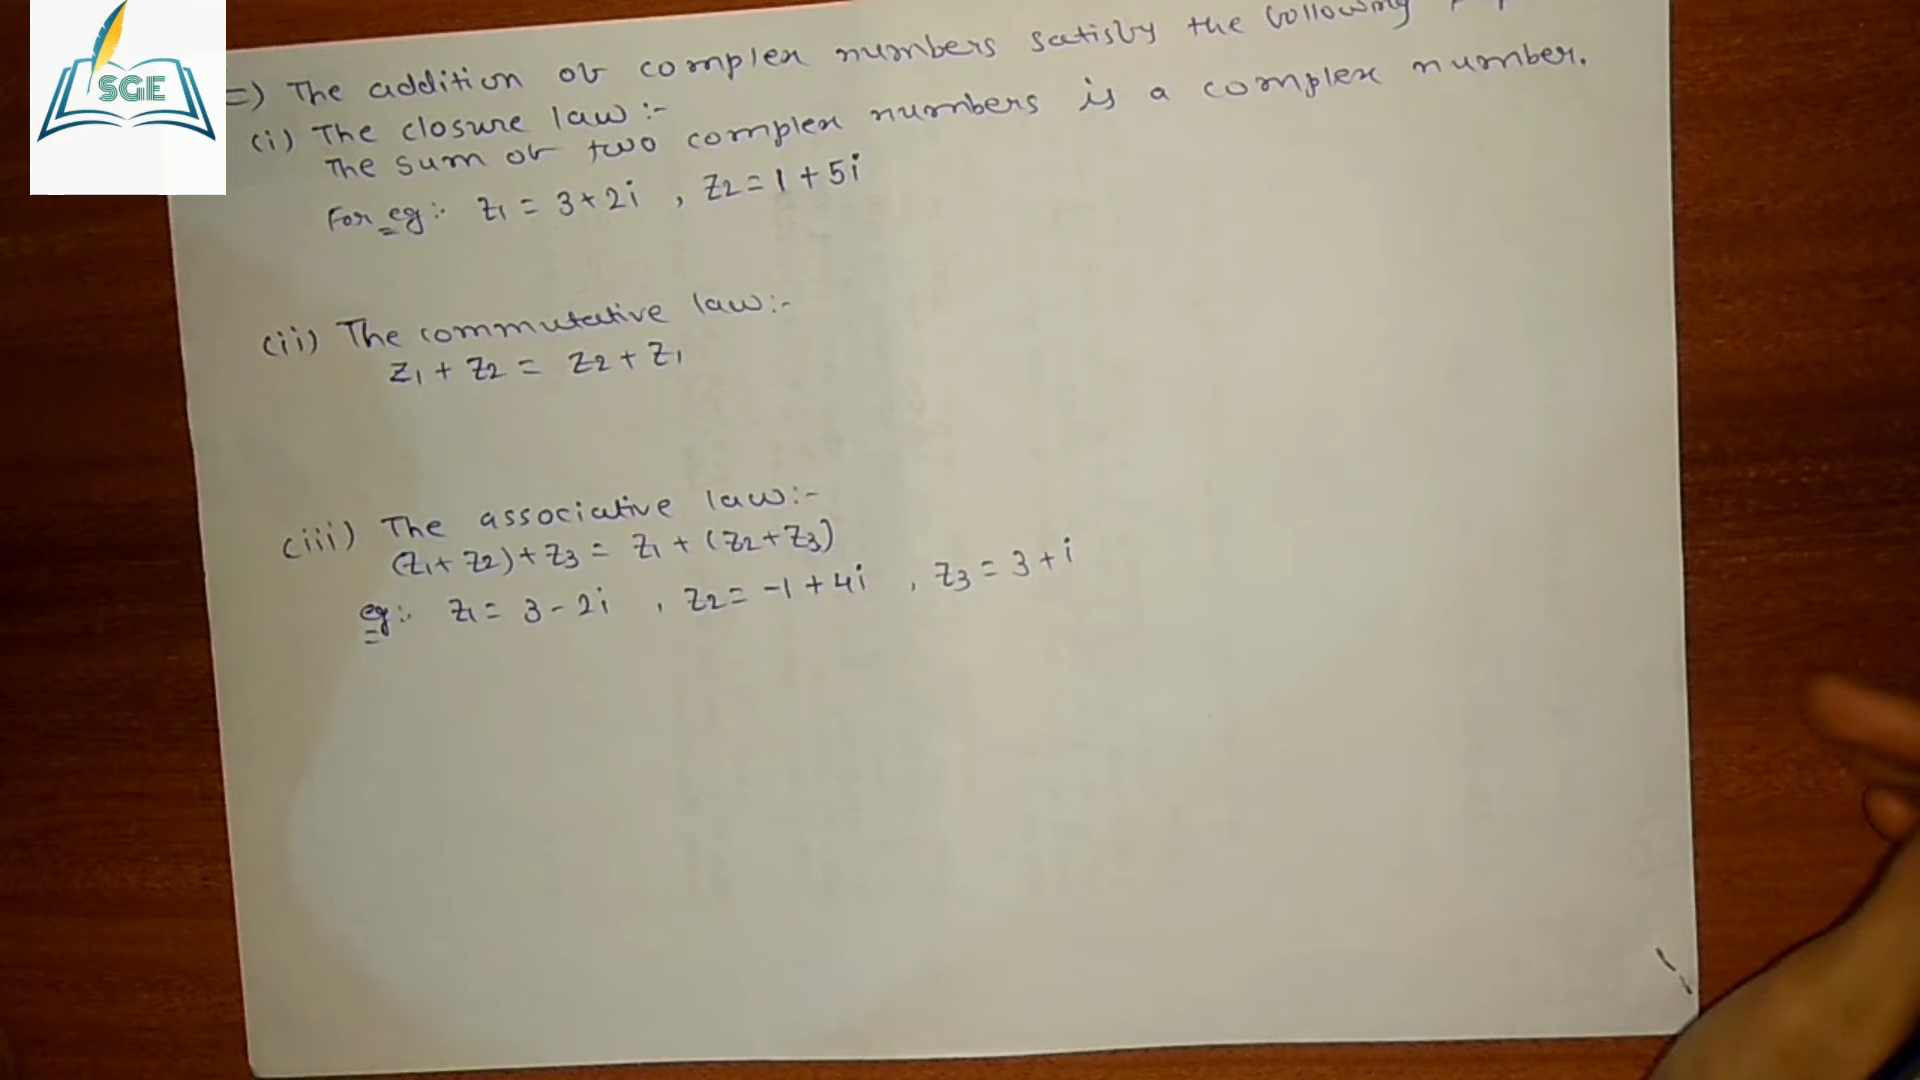 SGE
=) The addition of complex numbers satisfy the following
(i) The closure law :-
The sum of two complex numbers is a complex number.
For eg :- z1 = 3+2i , z2 = 1+5i
(ii) The commutative law:-
z1 + z2 = z2 + z1
(iii) The associative law:-
(z1+ z2)+z3 = z1 + (z2+z3)
eg:- z1 = 3-2i , z2 = -1+4i , z3 = 3+i